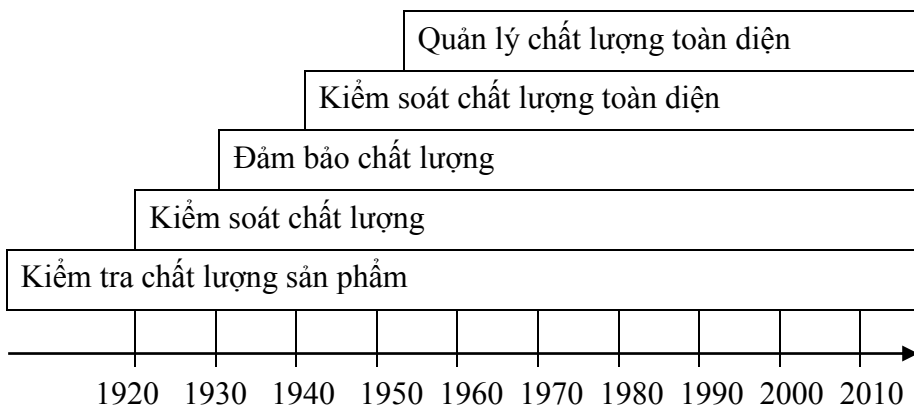 Quản lý chất lượng toàn diện
Kiểm soát chất lượng toàn diện
Đảm bảo chất lượng
Kiểm soát chất lượng
Kiểm tra chất lượng sản phẩm
1920 1930 1940 1950 1960 1970 1980 1990 2000 2010